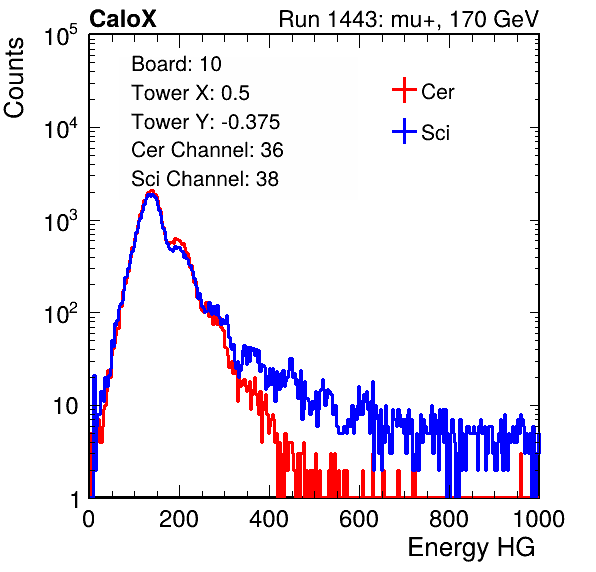 CaloX Run 1443: mu+, 170 GeV
Board: 10
Tower X: 0.5
Tower Y: -0.375
Cer Channel: 36
Sci Channel: 38
Cer
Sci
Counts
10^5
10^4
10^3
10^2
10
1
0 200 400 600 800 1000
Energy HG